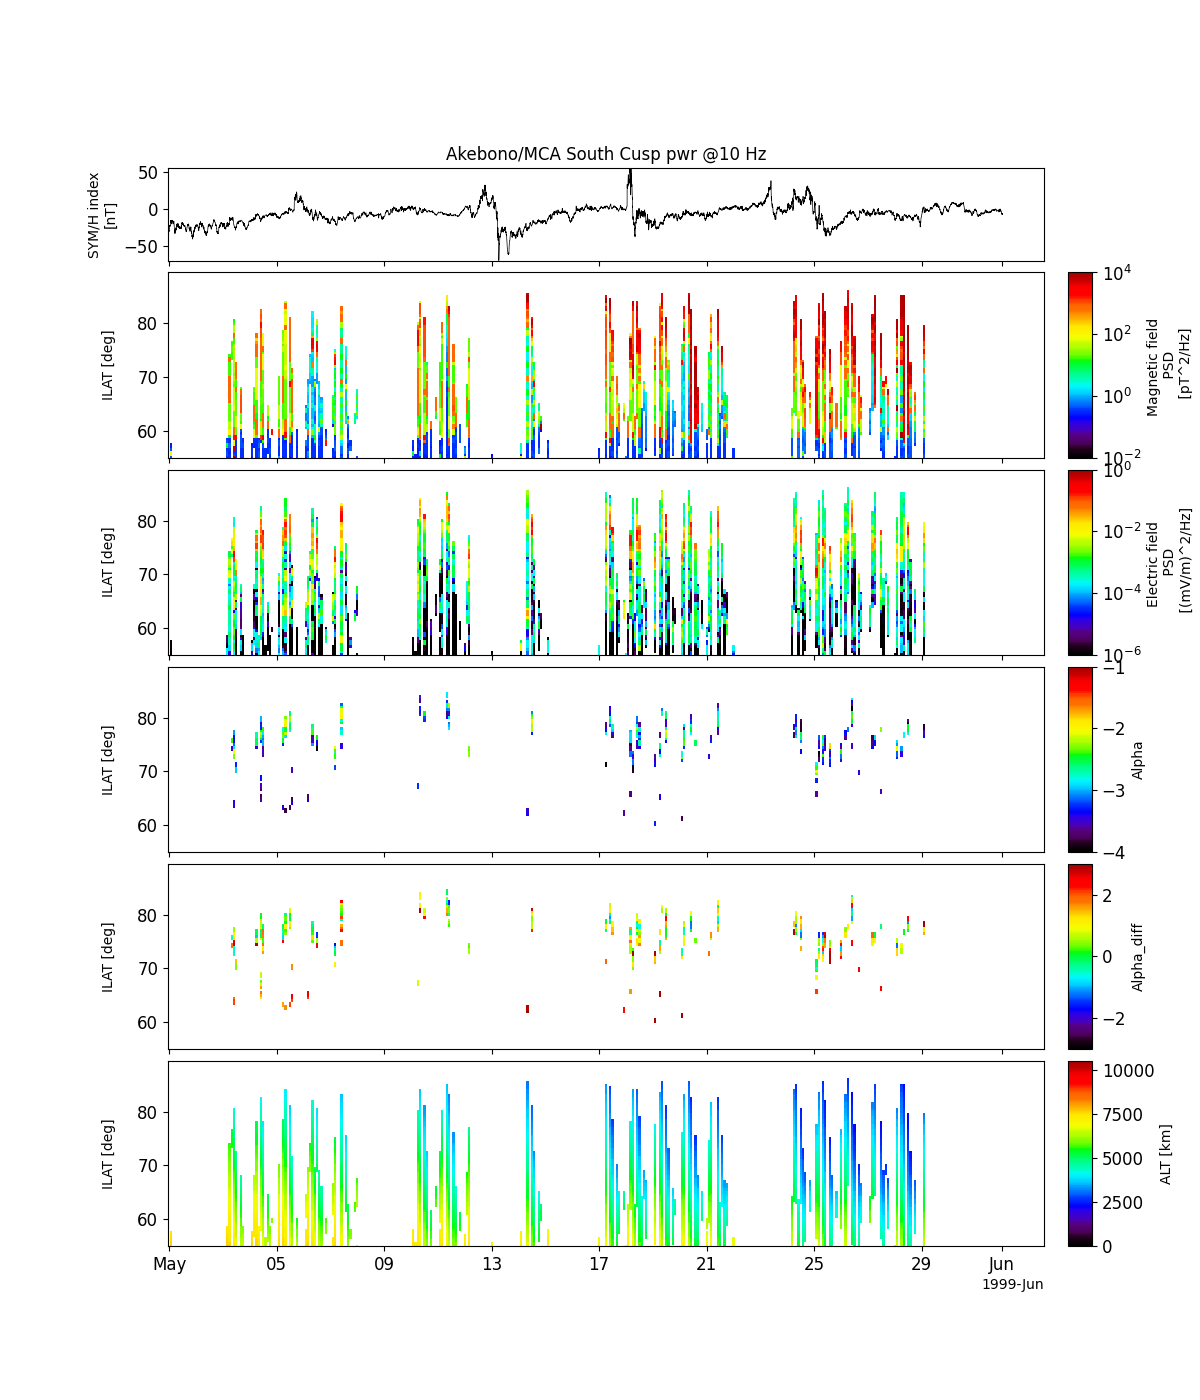 Akebono/MCA South Cusp pwr @10 Hz
SYM/H index
[nT]
50
0
−50
ILAT [deg]
80
70
60
10^4
10^2
10^0
10^-2
Magnetic field
PSD
[pT^2/Hz]
ILAT [deg]
80
70
60
10^0
10^-2
10^-4
10^-6
Electric field
PSD
[(mV/m)^2/Hz]
ILAT [deg]
80
70
60
−1
−2
−3
−4
Alpha
ILAT [deg]
80
70
60
2
0
−2
Alpha_diff
ILAT [deg]
80
70
60
10000
7500
5000
2500
0
ALT [km]
May 05 09 13 17 21 25 29 Jun
1999-Jun